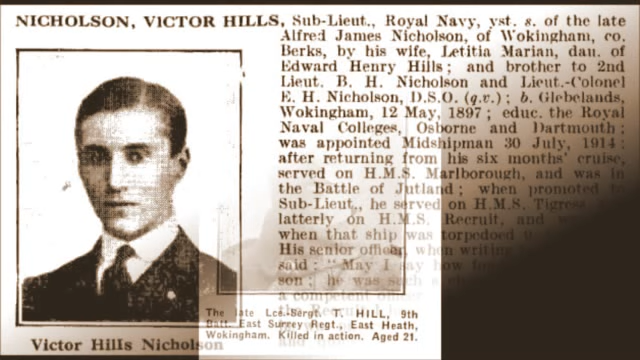 NICHOLSON, VICTOR HILLS, Sub-Lieut., Royal Navy, yst. s. of the late
Alfred James Nicholson, of Wokingham, co.
Berks, by his wife, Letitia Marian, dau. of
Edward Henry Hills; and brother to 2nd
Lieut. B. H. Nicholson and Lieut.-Colonel
E. H. Nicholson, D.S.O. (q.v.); b. Glebelands,
Wokingham, 12 May, 1897; educ. the Royal
Naval Colleges, Osborne and Dartmouth;
was appointed Midshipman 30 July, 1914:
after returning from his six months' cruise,
served on H.M.S. Marlborough, and was in
the Battle of Jutland; when promoted to
Sub-Lieut., he served on H.M.S. Tigress, and
latterly on H.M.S. Recruit, and
when that ship was torpedoed
His senior officer, when writing
said: "May I say how
son; he was such
a competent officer
the
The late Lce.-Sergt. T. HILL, 9th
Batt. East Surrey Regt., East Heath,
Wokingham. Killed in action. Aged 21.
Victor Hills Nicholson